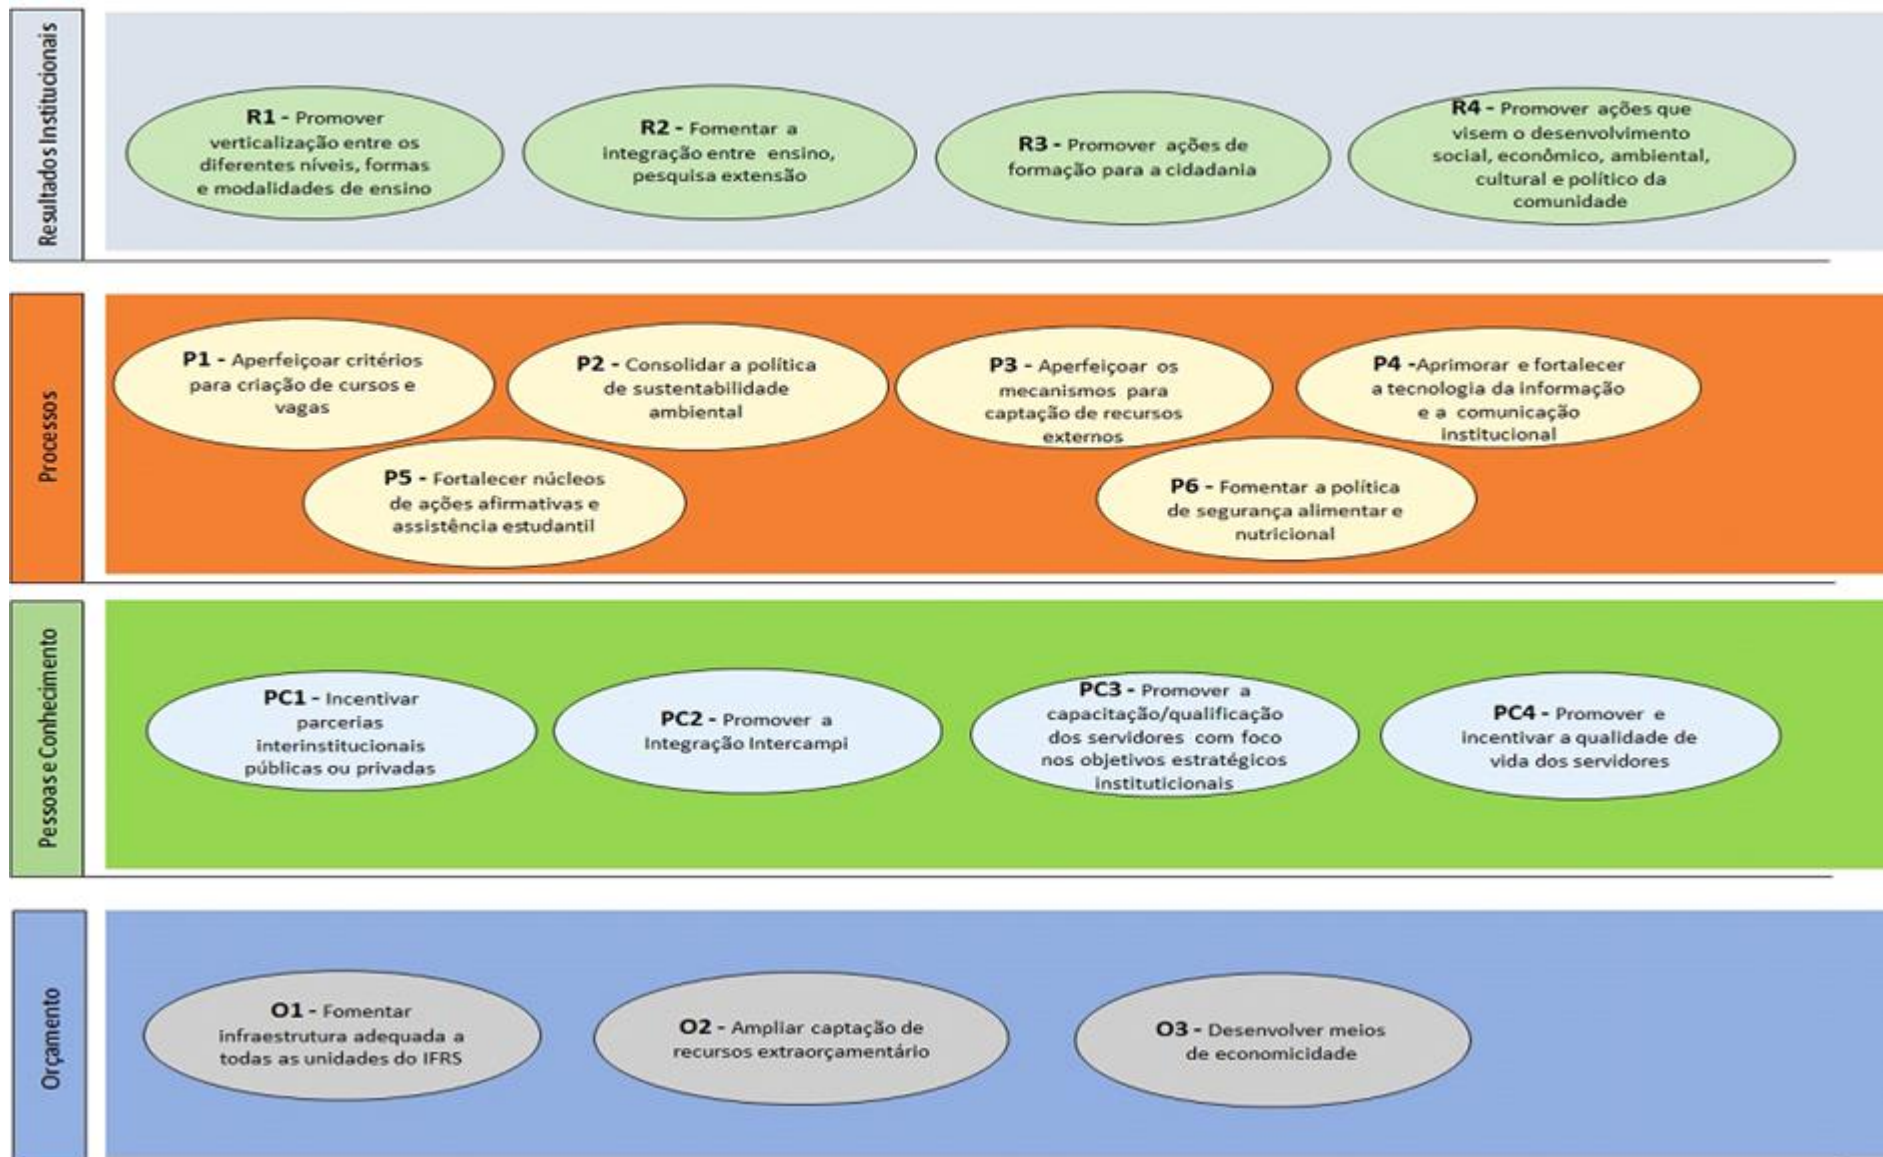 Resultados Institucionais
R1 - Promover
verticalização entre os
diferentes níveis, formas
e modalidades de ensino
R2 - Fomentar a
integração entre ensino,
pesquisa extensão
R3 - Promover ações de
formação para a cidadania
R4 - Promover ações que
visem o desenvolvimento
social, econômico, ambiental,
cultural e político da
comunidade
Processos
P1 - Aperfeiçoar critérios
para criação de cursos e
vagas
P2 - Consolidar a política
de sustentabilidade
ambiental
P3 - Aperfeiçoar os
mecanismos para
captação de recursos
externos
P4 -Aprimorar e fortalecer
a tecnologia da informação
e a comunicação
institucional
P5 - Fortalecer núcleos
de ações afirmativas e
assistência estudantil
P6 - Fomentar a política
de segurança alimentar e
nutricional
Pessoas e Conhecimento
PC1 - Incentivar
parcerias
interinstitucionais
públicas ou privadas
PC2 - Promover a
Integração Intercampi
PC3 - Promover a
capacitação/qualificação
dos servidores com foco
nos objetivos estratégicos
instituticionais
PC4 - Promover e
incentivar a qualidade de
vida dos servidores
Orçamento
O1 - Fomentar
infraestrutura adequada a
todas as unidades do IFRS
O2 - Ampliar captação de
recursos extraorçamentário
O3 - Desenvolver meios
de economicidade